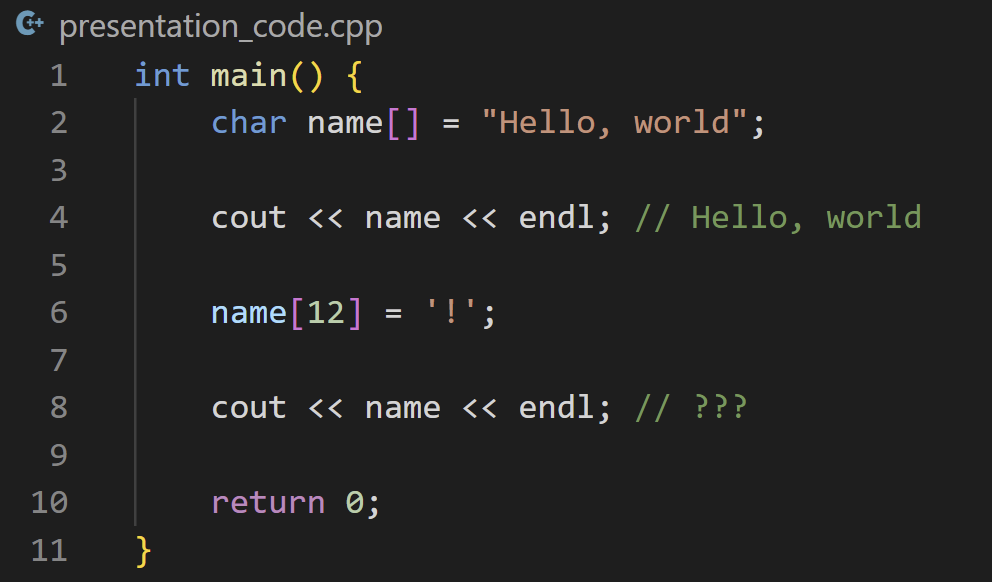 presentation_code.cpp
1 int main() {
2     char name[] = "Hello, world";
3
4     cout << name << endl; // Hello, world
5
6     name[12] = '!';
7
8     cout << name << endl; // ???
9
10     return 0;
11 }